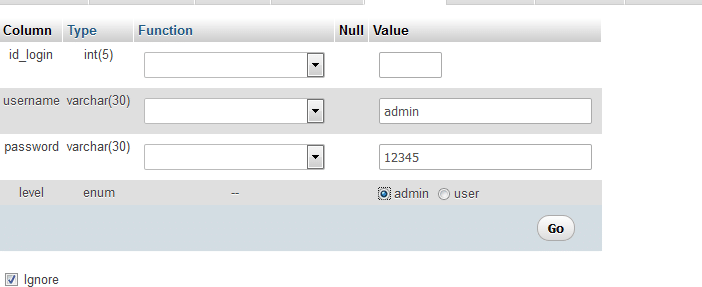 Column Type Function Null Value
id_login int(5)
username varchar(30) admin
password varchar(30) 12345
level enum -- admin user
Go
Ignore